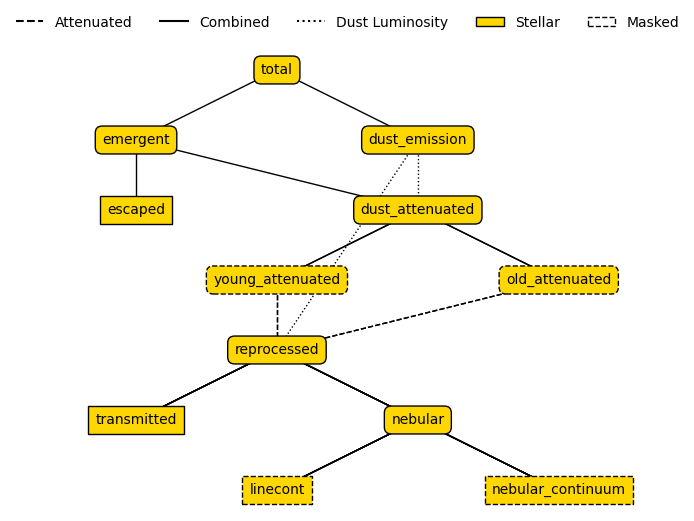 Attenuated Combined Dust Luminosity Stellar Masked
total
emergent dust_emission
escaped dust_attenuated
young_attenuated old_attenuated
reprocessed
transmitted nebular
linecont nebular_continuum